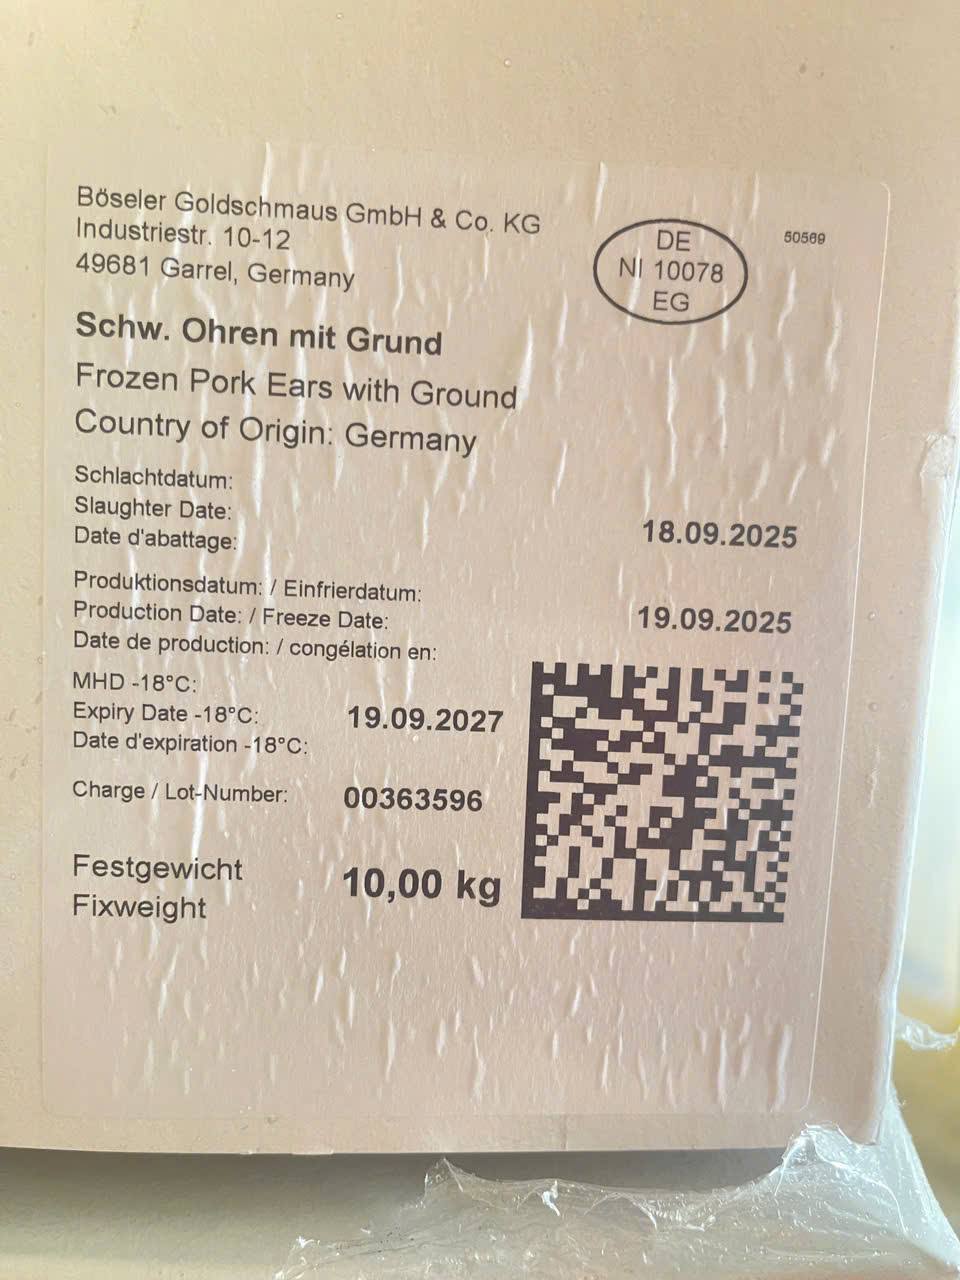 Böseler Goldschmaus GmbH & Co. KG
Industriestr. 10-12
49681 Garrel, Germany
DE
NI 10078
EG
50569
Schw. Ohren mit Grund
Frozen Pork Ears with Ground
Country of Origin: Germany
Schlachtdatum:
Slaughter Date:
Date d'abattage:
18.09.2025
Produktionsdatum: / Einfrierdatum:
Production Date: / Freeze Date:
Date de production: / congélation en:
19.09.2025
MHD -18°C:
Expiry Date -18°C:
Date d'expiration -18°C:
19.09.2027
Charge / Lot-Number:
00363596
Festgewicht
Fixweight
10,00 kg